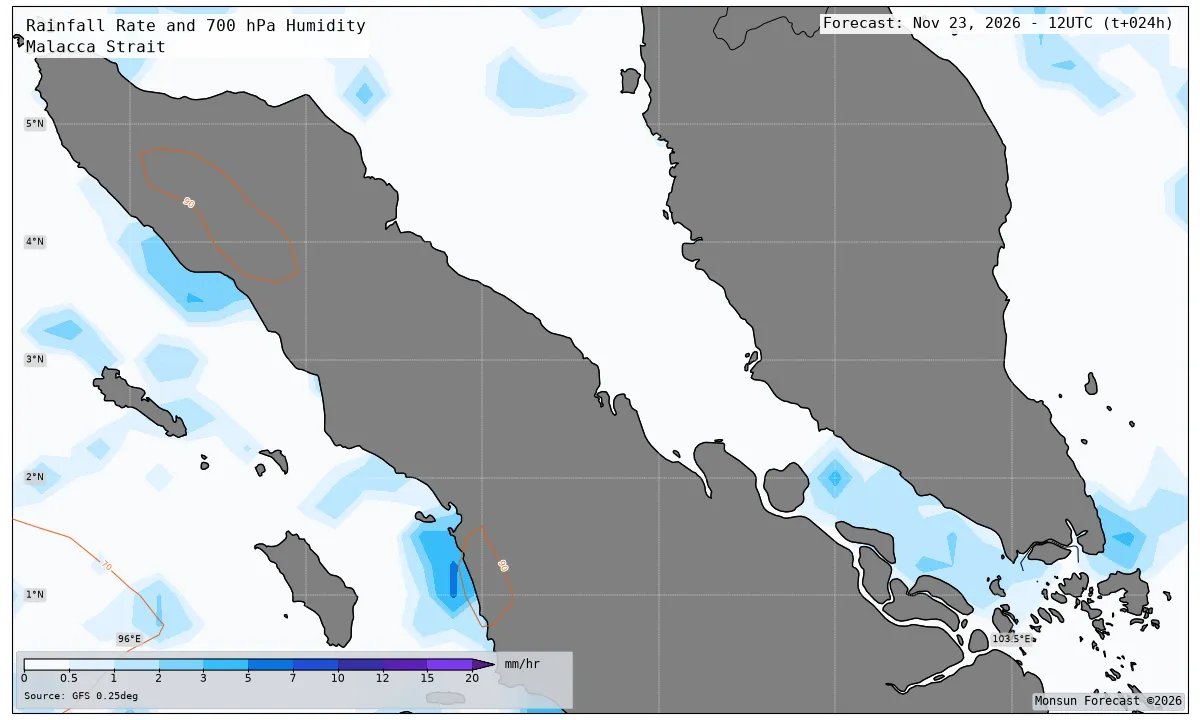 Rainfall Rate and 700 hPa Humidity
Malacca Strait
Forecast: Nov 23, 2026 - 12UTC (t+024h)
5°N
90
4°N
3°N
2°N
70
90
1°N
96°E
103.5°E
mm/hr
0 0.5 1 2 3 5 7 10 12 15 20
Source: GFS 0.25deg
Monsun Forecast ©2026